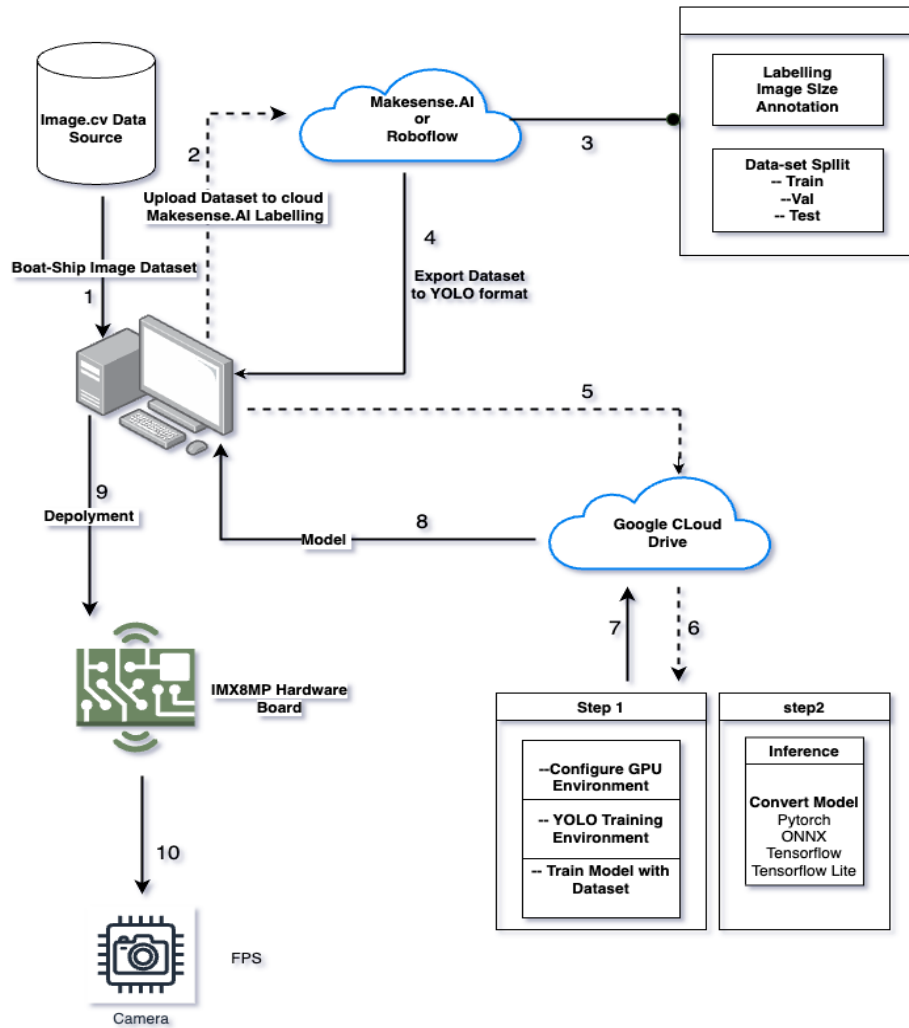 Image.cv Data
Source
Makesense.AI
or
Roboflow
2
3
Labelling
Image SIze
Annotation
Data-set Spllit
-- Train
--Val
-- Test
Upload Dataset to cloud
Makesense.AI Labelling
4
Export Dataset
to YOLO format
Boat-Ship Image Dataset
1
5
9
Depolyment
8
Model
Google CLoud
Drive
7
6
IMX8MP Hardware
Board
Step 1
--Configure GPU
Environment
-- YOLO Training
Environment
-- Train Model with
Dataset
step2
Inference
Convert Model
Pytorch
ONNX
Tensorflow
Tensorflow Lite
10
FPS
Camera